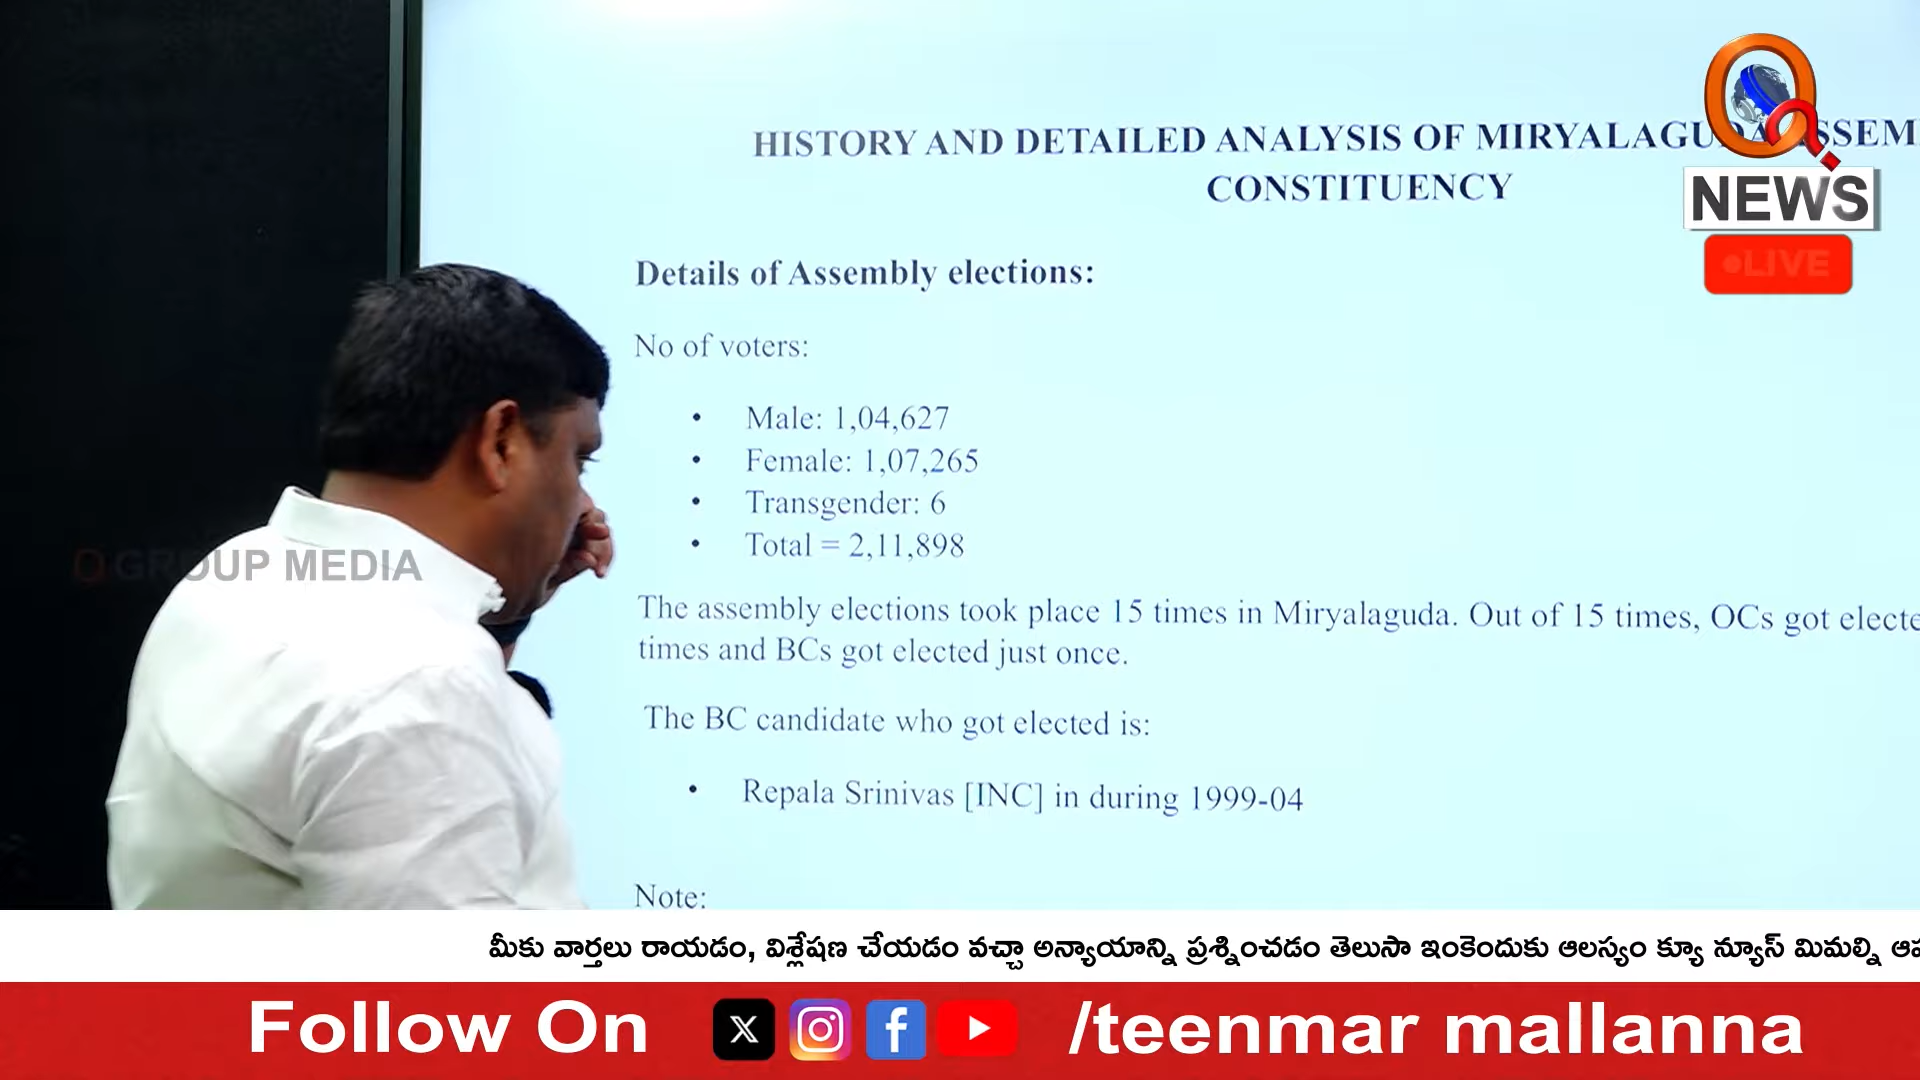 HISTORY AND DETAILED ANALYSIS OF MIRYALAGUDA ASSEM
CONSTITUENCY
NEWS
LIVE
Details of Assembly elections:
No of voters:
• Male: 1,04,627
• Female: 1,07,265
• Transgender: 6
• Total = 2,11,898
Q GROUP MEDIA
The assembly elections took place 15 times in Miryalaguda. Out of 15 times, OCs got electe
times and BCs got elected just once.
The BC candidate who got elected is:
• Repala Srinivas [INC] in during 1999-04
Note:
మీకు వార్తలు రాయడం, విశ్లేషణ చేయడం వచ్చా అన్యాయాన్ని ప్రశ్నించడం తెలుసా ఇంకెందుకు ఆలస్యం క్యూ న్యూస్ మిమల్ని
Follow On /teenmar mallanna